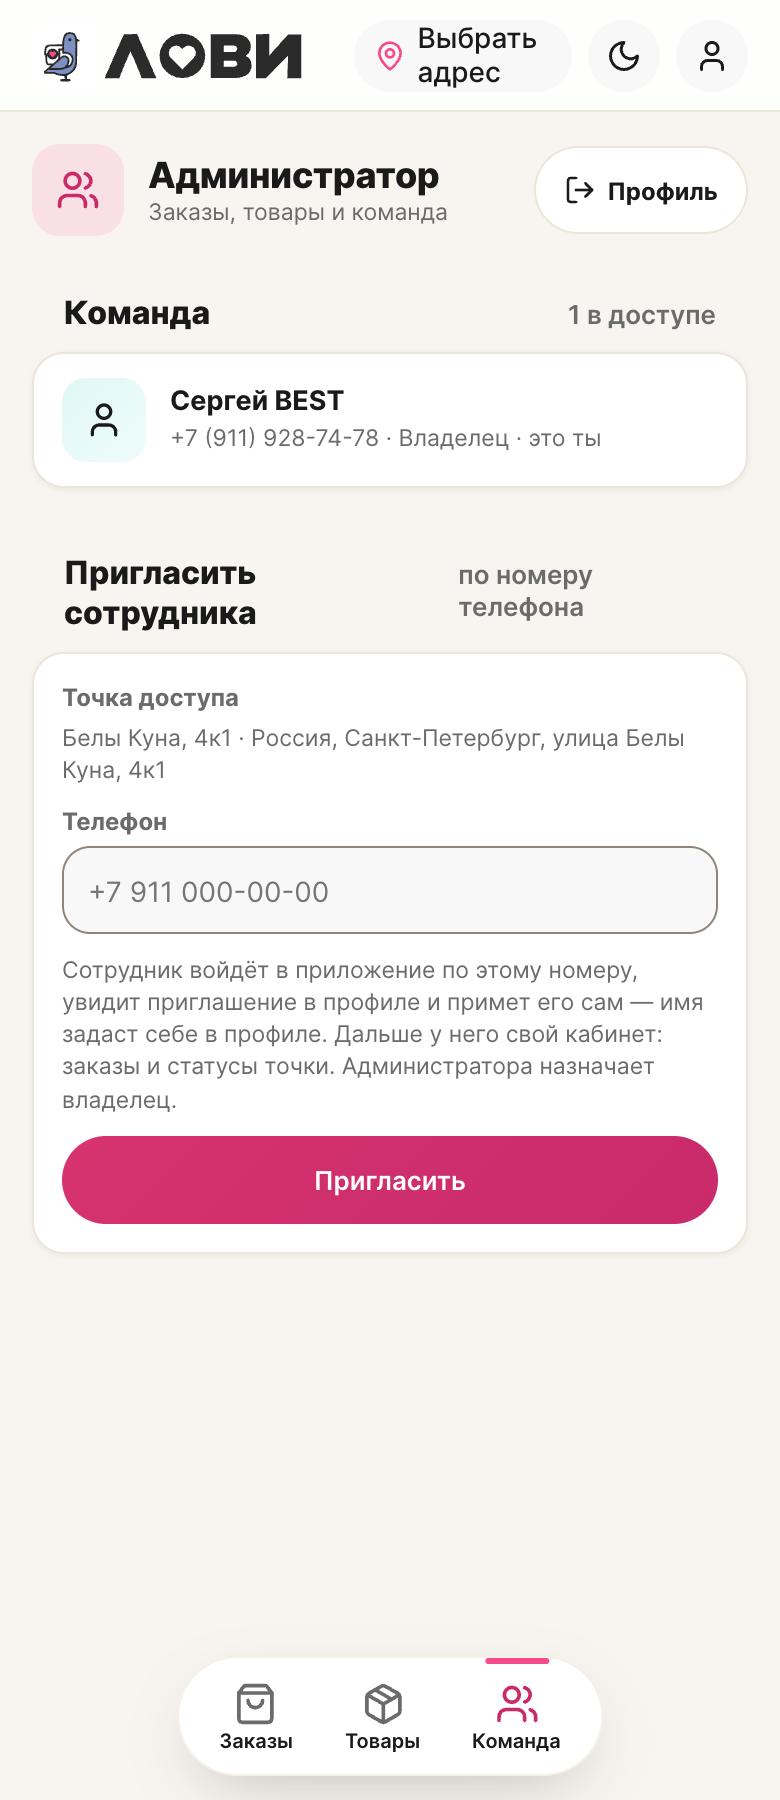 ЛОВИ
Выбрать
адрес
Администратор
Заказы, товары и команда
Профиль
Команда
1 в доступе
Сергей BEST
+7 (911) 928-74-78 · Владелец · это ты
Пригласить
сотрудника
по номеру
телефона
Точка доступа
Белы Куна, 4к1 · Россия, Санкт-Петербург, улица Белы
Куна, 4к1
Телефон
+7 911 000-00-00
Сотрудник войдёт в приложение по этому номеру,
увидит приглашение в профиле и примет его сам — имя
задаст себе в профиле. Дальше у него свой кабинет:
заказы и статусы точки. Администратора назначает
владелец.
Пригласить
Заказы
Товары
Команда